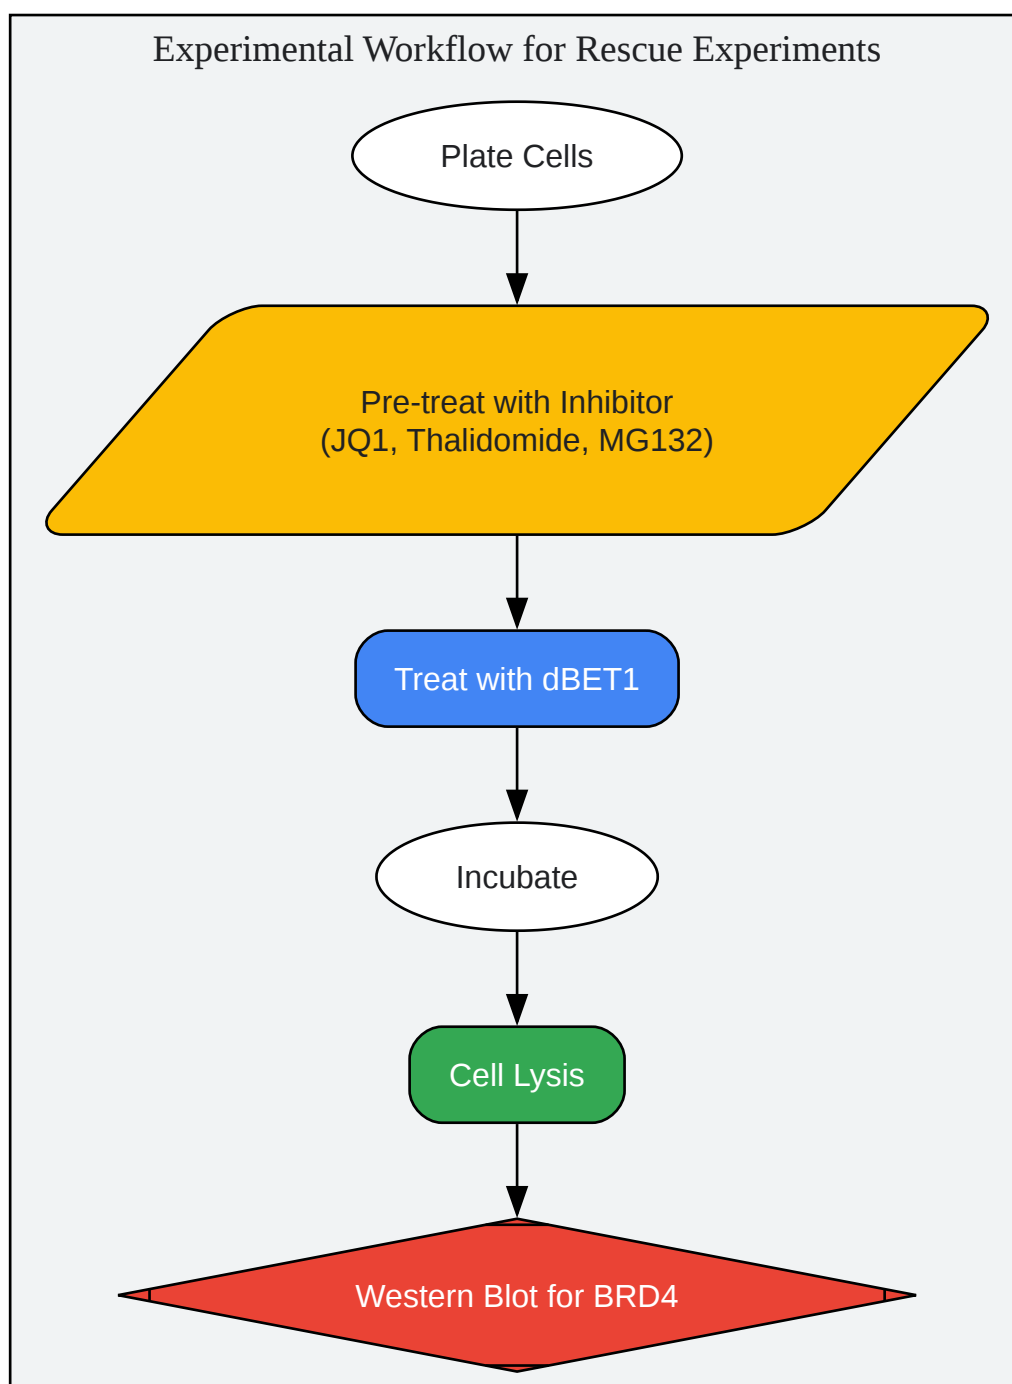 Experimental Workflow for Rescue Experiments
Plate Cells
Pre-treat with Inhibitor
(JQ1, Thalidomide, MG132)
Treat with dBET1
Incubate
Cell Lysis
Western Blot for BRD4